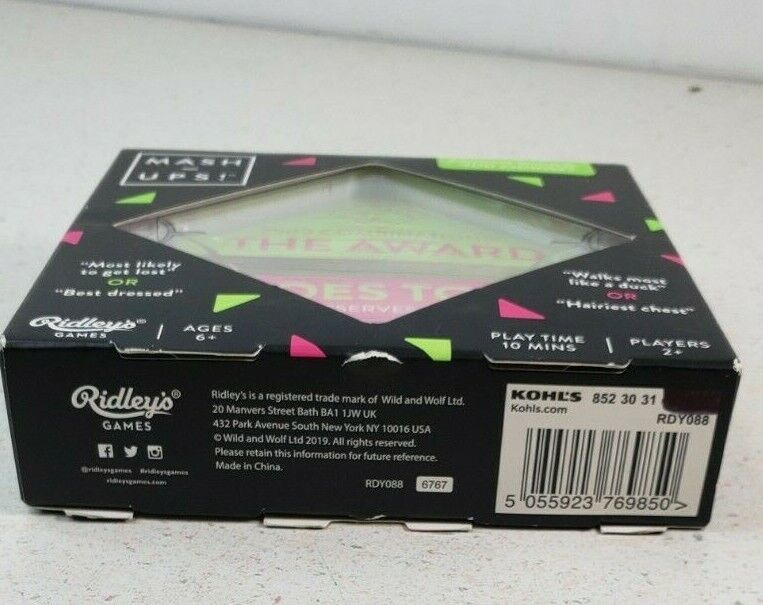 MASH
UPS!
THE AWARD
GOES TO
"Most likely
to get lost"
OR
"Best dressed"
"Walks most
like a duck"
OR
"Hairiest chest"
Ridley's®
GAMES
AGES
6+
PLAY TIME
10 MINS
PLAYERS
2+
Ridley's®
GAMES
@ridleysgames #ridleysgames
ridleysgames.com
Ridley's is a registered trade mark of Wild and Wolf Ltd.
20 Manvers Street Bath BA1 1JW UK
432 Park Avenue South New York NY 10016 USA
© Wild and Wolf Ltd 2019. All rights reserved.
Please retain this information for future reference.
Made in China.
RDY088 6767
KOHL'S 852 30 31
Kohls.com
RDY088
5 055923 769850 >